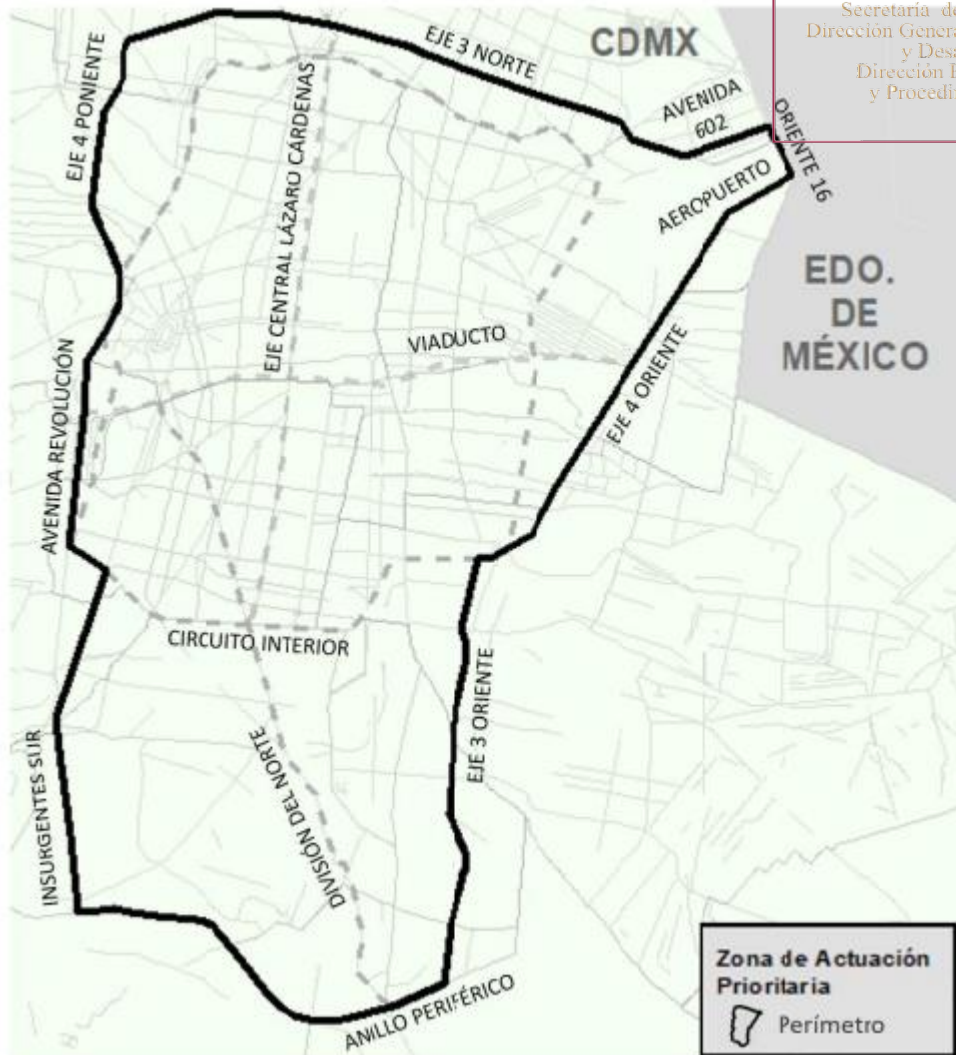 Secretaría de
Dirección Genera
y Desa
Dirección E
y Procedi
CDMX
EJE 3 NORTE
AVENIDA
602
ORIENTE 16
AEROPUERTO
EJE 4 PONIENTE
EJE CENTRAL LÁZARO CARDENAS
EDO.
DE
MÉXICO
VIADUCTO
EJE 4 ORIENTE
AVENIDA REVOLUCIÓN
CIRCUITO INTERIOR
EJE 3 ORIENTE
DIVISIÓN DEL NORTE
INSURGENTES SUR
ANILLO PERIFÉRICO
Zona de Actuación
Prioritaria
Perímetro